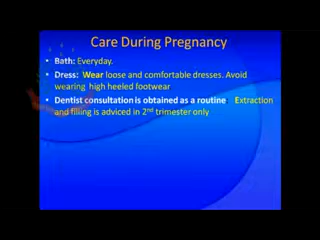 Care During Pregnancy
• Bath: Everyday.
• Dress: Wear loose and comfortable dresses. Avoid
wearing high heeled footwear
• Dentist consultation is obtained as a routine Extraction
and filling is adviced in 2nd trimester only